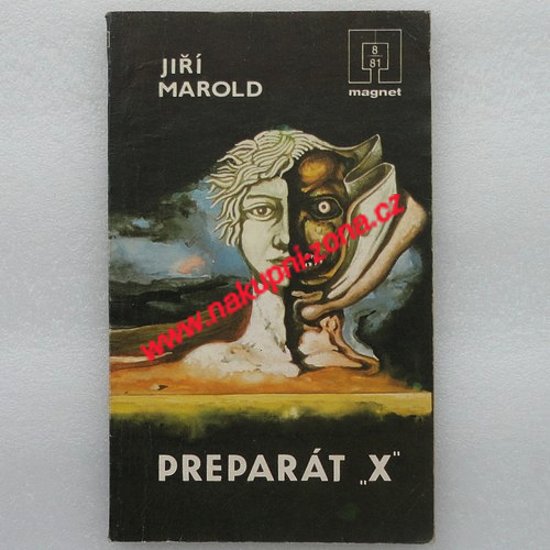 JIŘÍ
MAROLD
8
81
magnet
www.nakupni-zona.cz
PREPARÁT „X"